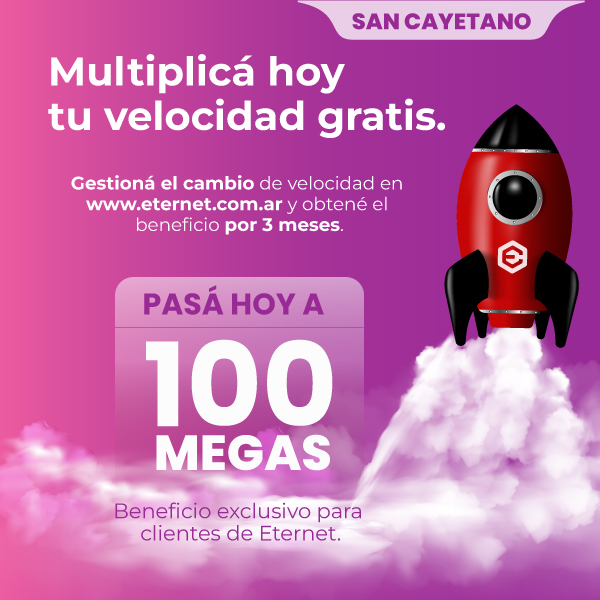 SAN CAYETANO
Multiplicá hoy
tu velocidad gratis.
Gestioná el cambio de velocidad en
www.eternet.com.ar y obtené el
beneficio por 3 meses.
PASÁ HOY A
100
MEGAS
Beneficio exclusivo para
clientes de Eternet.